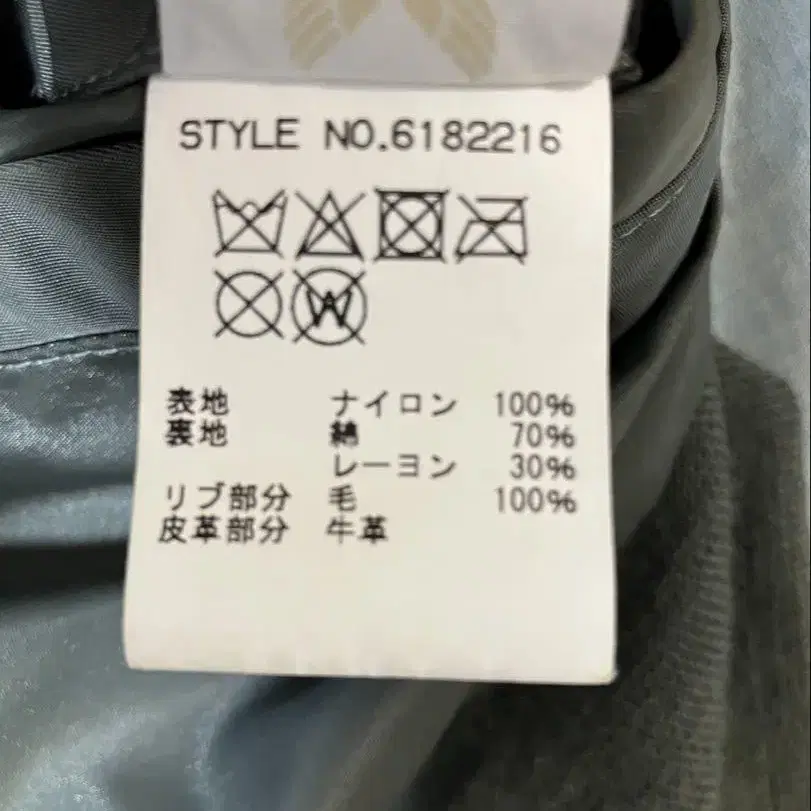 STYLE NO.6182216
W
表地 ナイロン 100%
裏地 綿 70%
レーヨン 30%
リブ部分 毛 100%
皮革部分 牛革